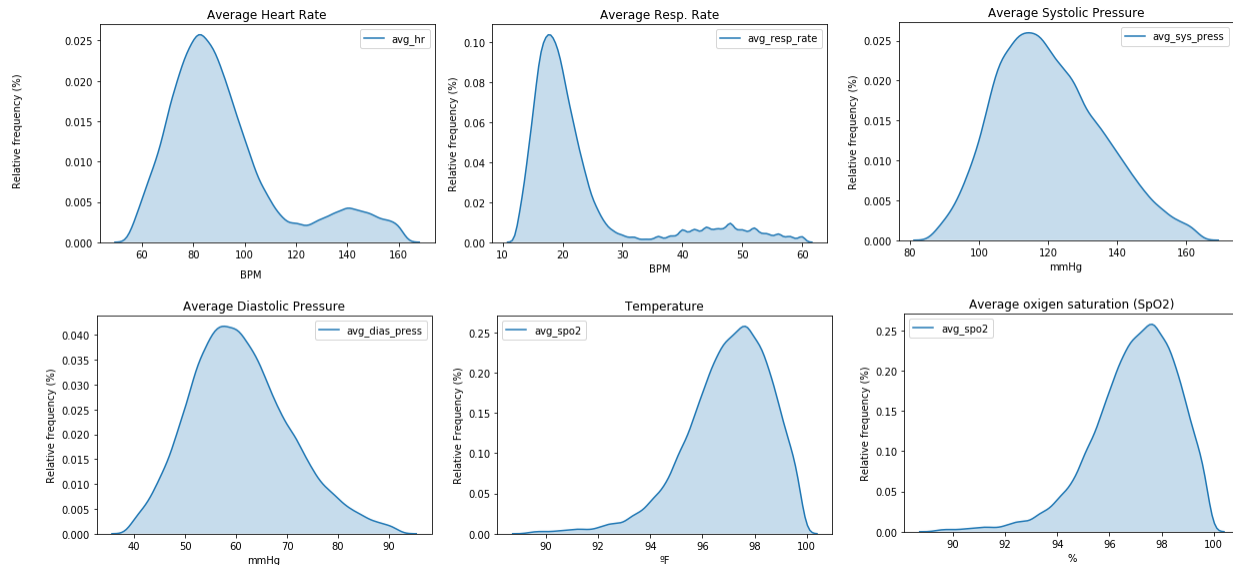 Average Heart Rate
avg_hr
Relative frequency (%)
0.025
0.020
0.015
0.010
0.005
0.000
60 80 100 120 140 160
BPM
Average Resp. Rate
avg_resp_rate
Relative frequency (%)
0.10
0.08
0.06
0.04
0.02
0.00
10 20 30 40 50 60
BPM
Average Systolic Pressure
avg_sys_press
Relative frequency (%)
0.025
0.020
0.015
0.010
0.005
0.000
80 100 120 140 160
mmHg
Average Diastolic Pressure
avg_dias_press
Relative frequency (%)
0.040
0.035
0.030
0.025
0.020
0.015
0.010
0.005
0.000
40 50 60 70 80 90
mmHg
Temperature
avg_spo2
Relative Frequency (%)
0.25
0.20
0.15
0.10
0.05
0.00
90 92 94 96 98 100
ºF
Average oxigen saturation (SpO2)
avg_spo2
Relative frequency (%)
0.25
0.20
0.15
0.10
0.05
0.00
90 92 93 94 96 98 100
%